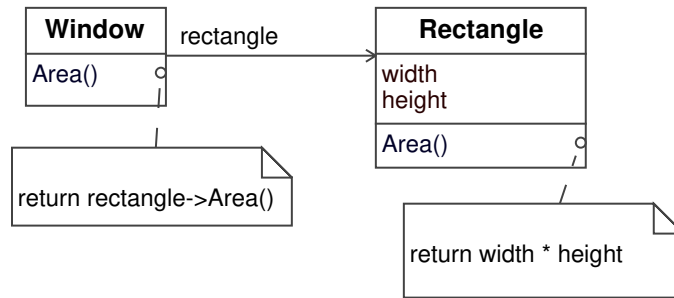 Window
Area()
rectangle
Rectangle
width
height
Area()
return rectangle->Area()
return width * height